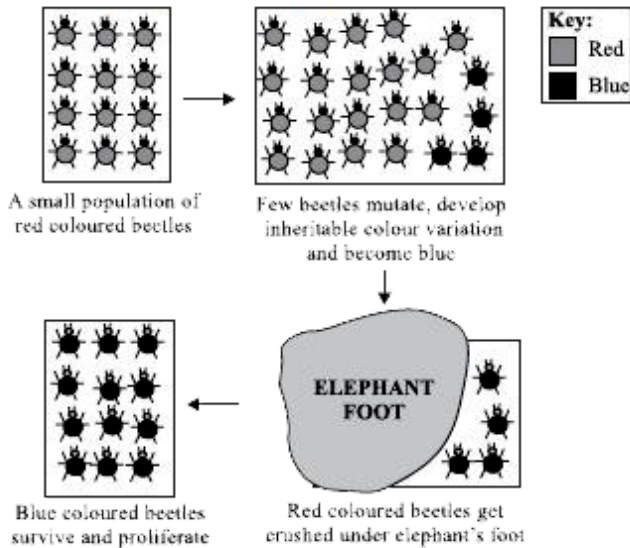 Key:
Red
Blue
A small population of
red coloured beetles
Few beetles mutate, develop
inheritable colour variation
and become blue
ELEPHANT
FOOT
Red coloured beetles get
crushed under elephant's foot
Blue coloured beetles
survive and proliferate